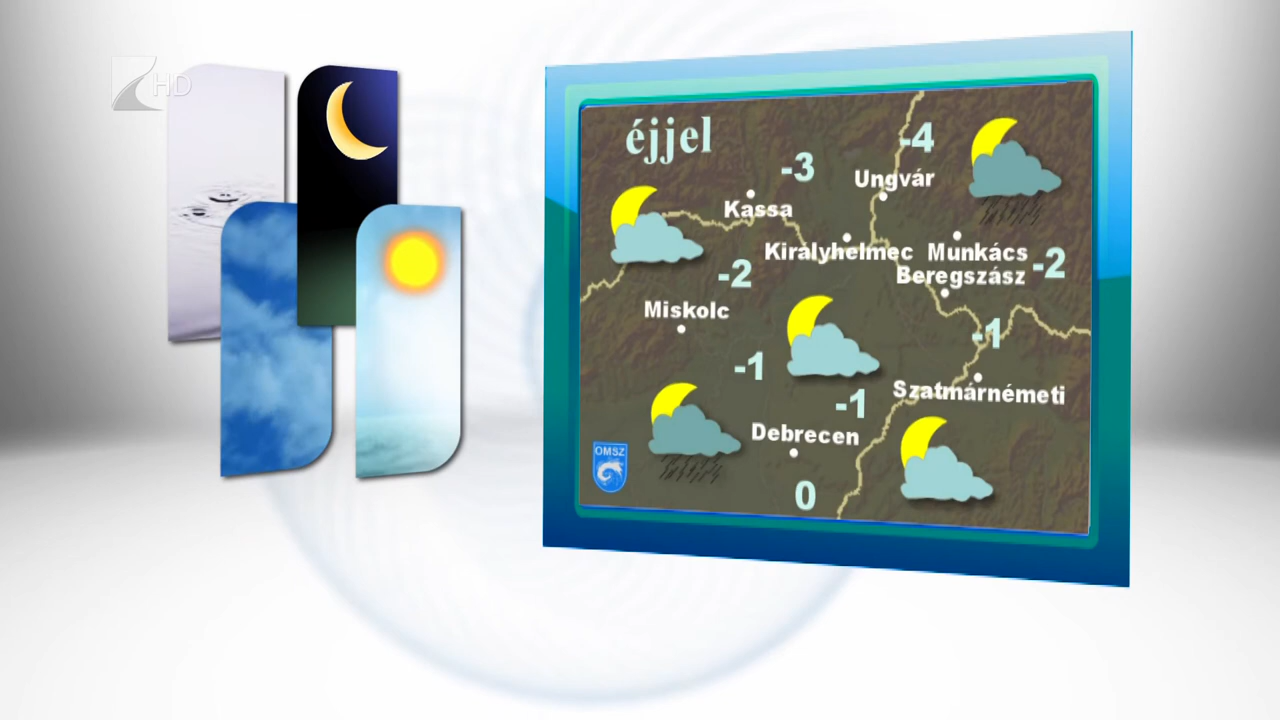 HD
éjjel
-4
-3
Ungvár
Kassa
Királyhelmec
Munkács
-2
Beregszász
-2
Miskolc
-1
-1
Szatmárnémeti
-1
Debrecen
OMSZ
0